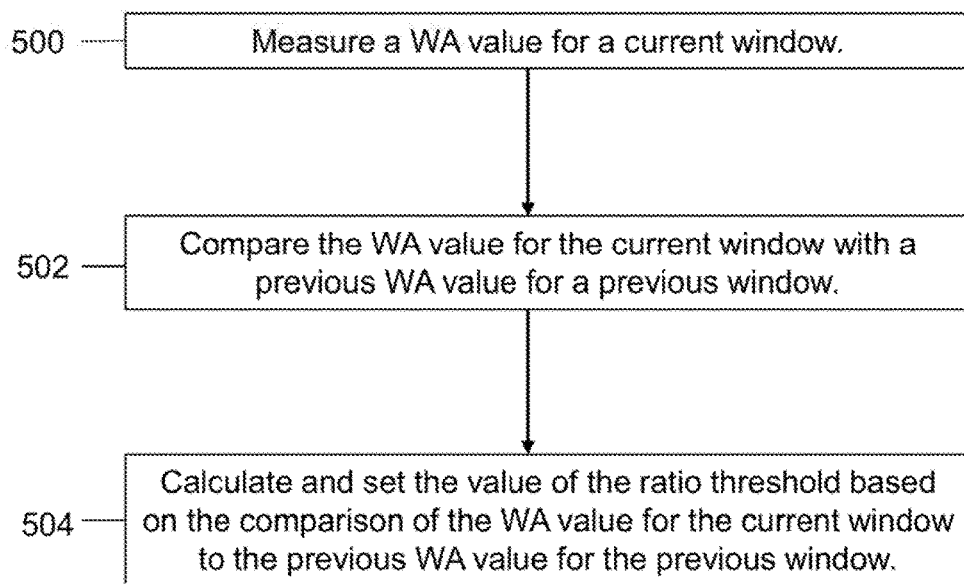 500
Measure a WA value for a current window.
502
Compare the WA value for the current window with a
previous WA value for a previous window.
504
Calculate and set the value of the ratio threshold based
on the comparison of the WA value for the current window
to the previous WA value for the previous window.